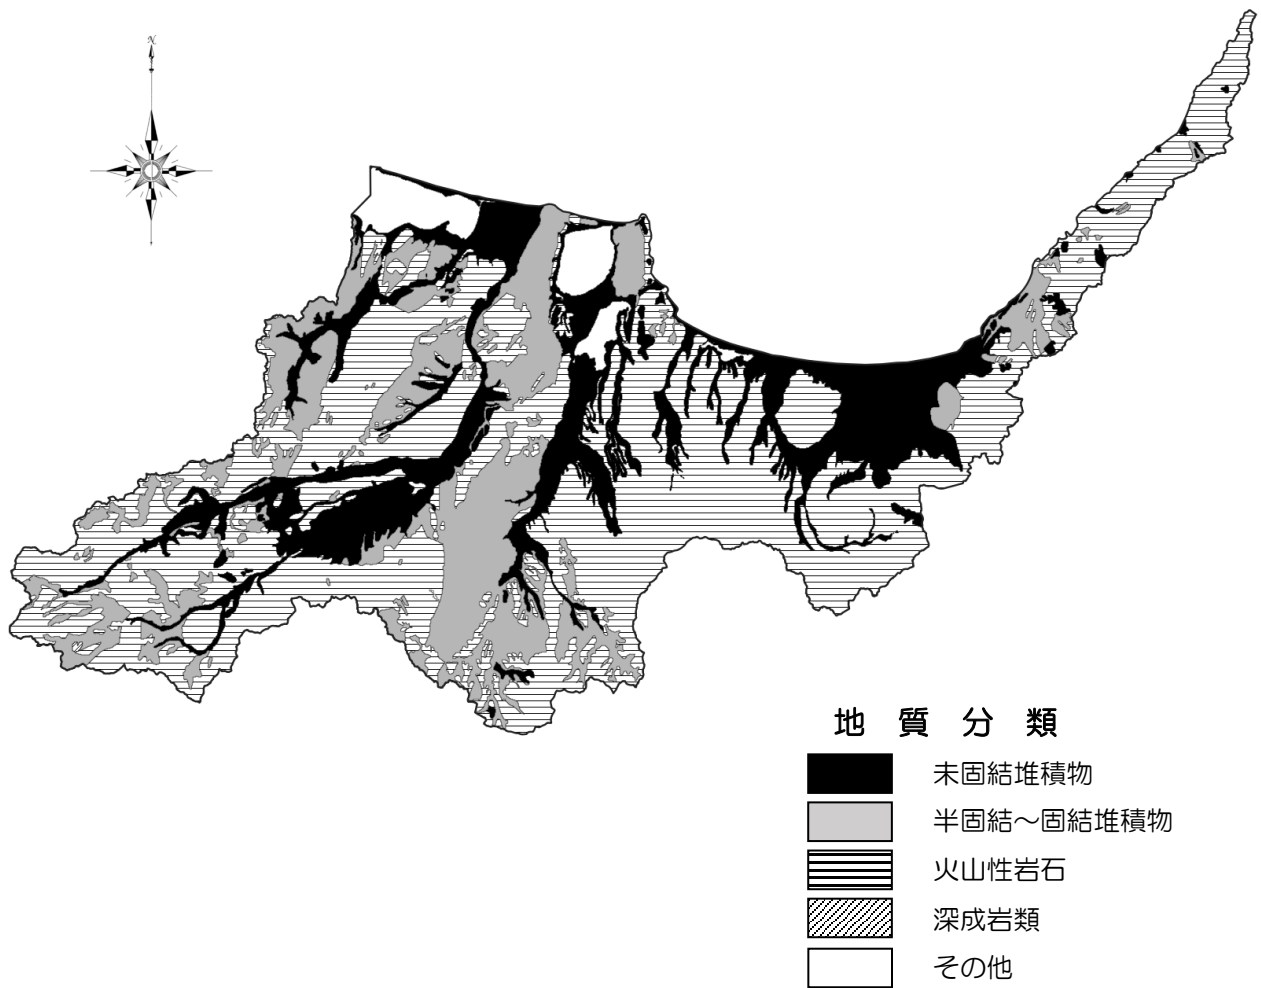 N
地質分類
未固結堆積物
半固結～固結堆積物
火山性岩石
深成岩類
その他